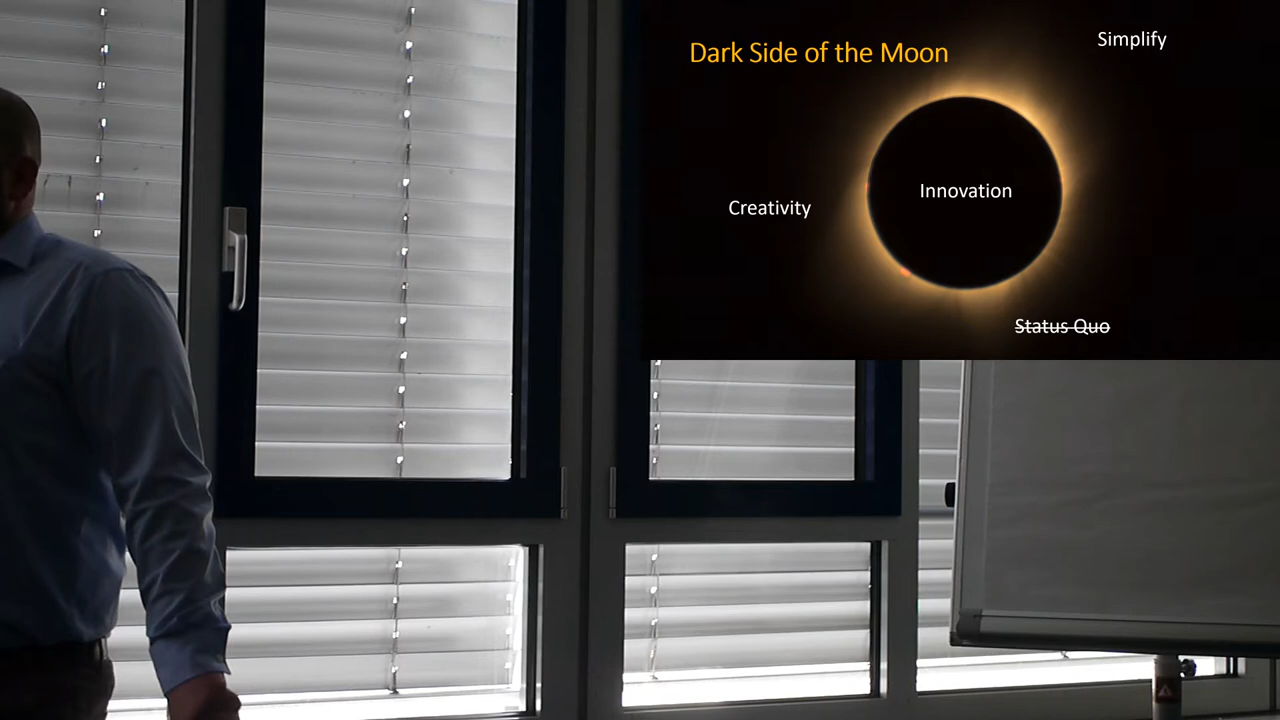 Dark Side of the Moon
Simplify
Innovation
Creativity
Status Quo